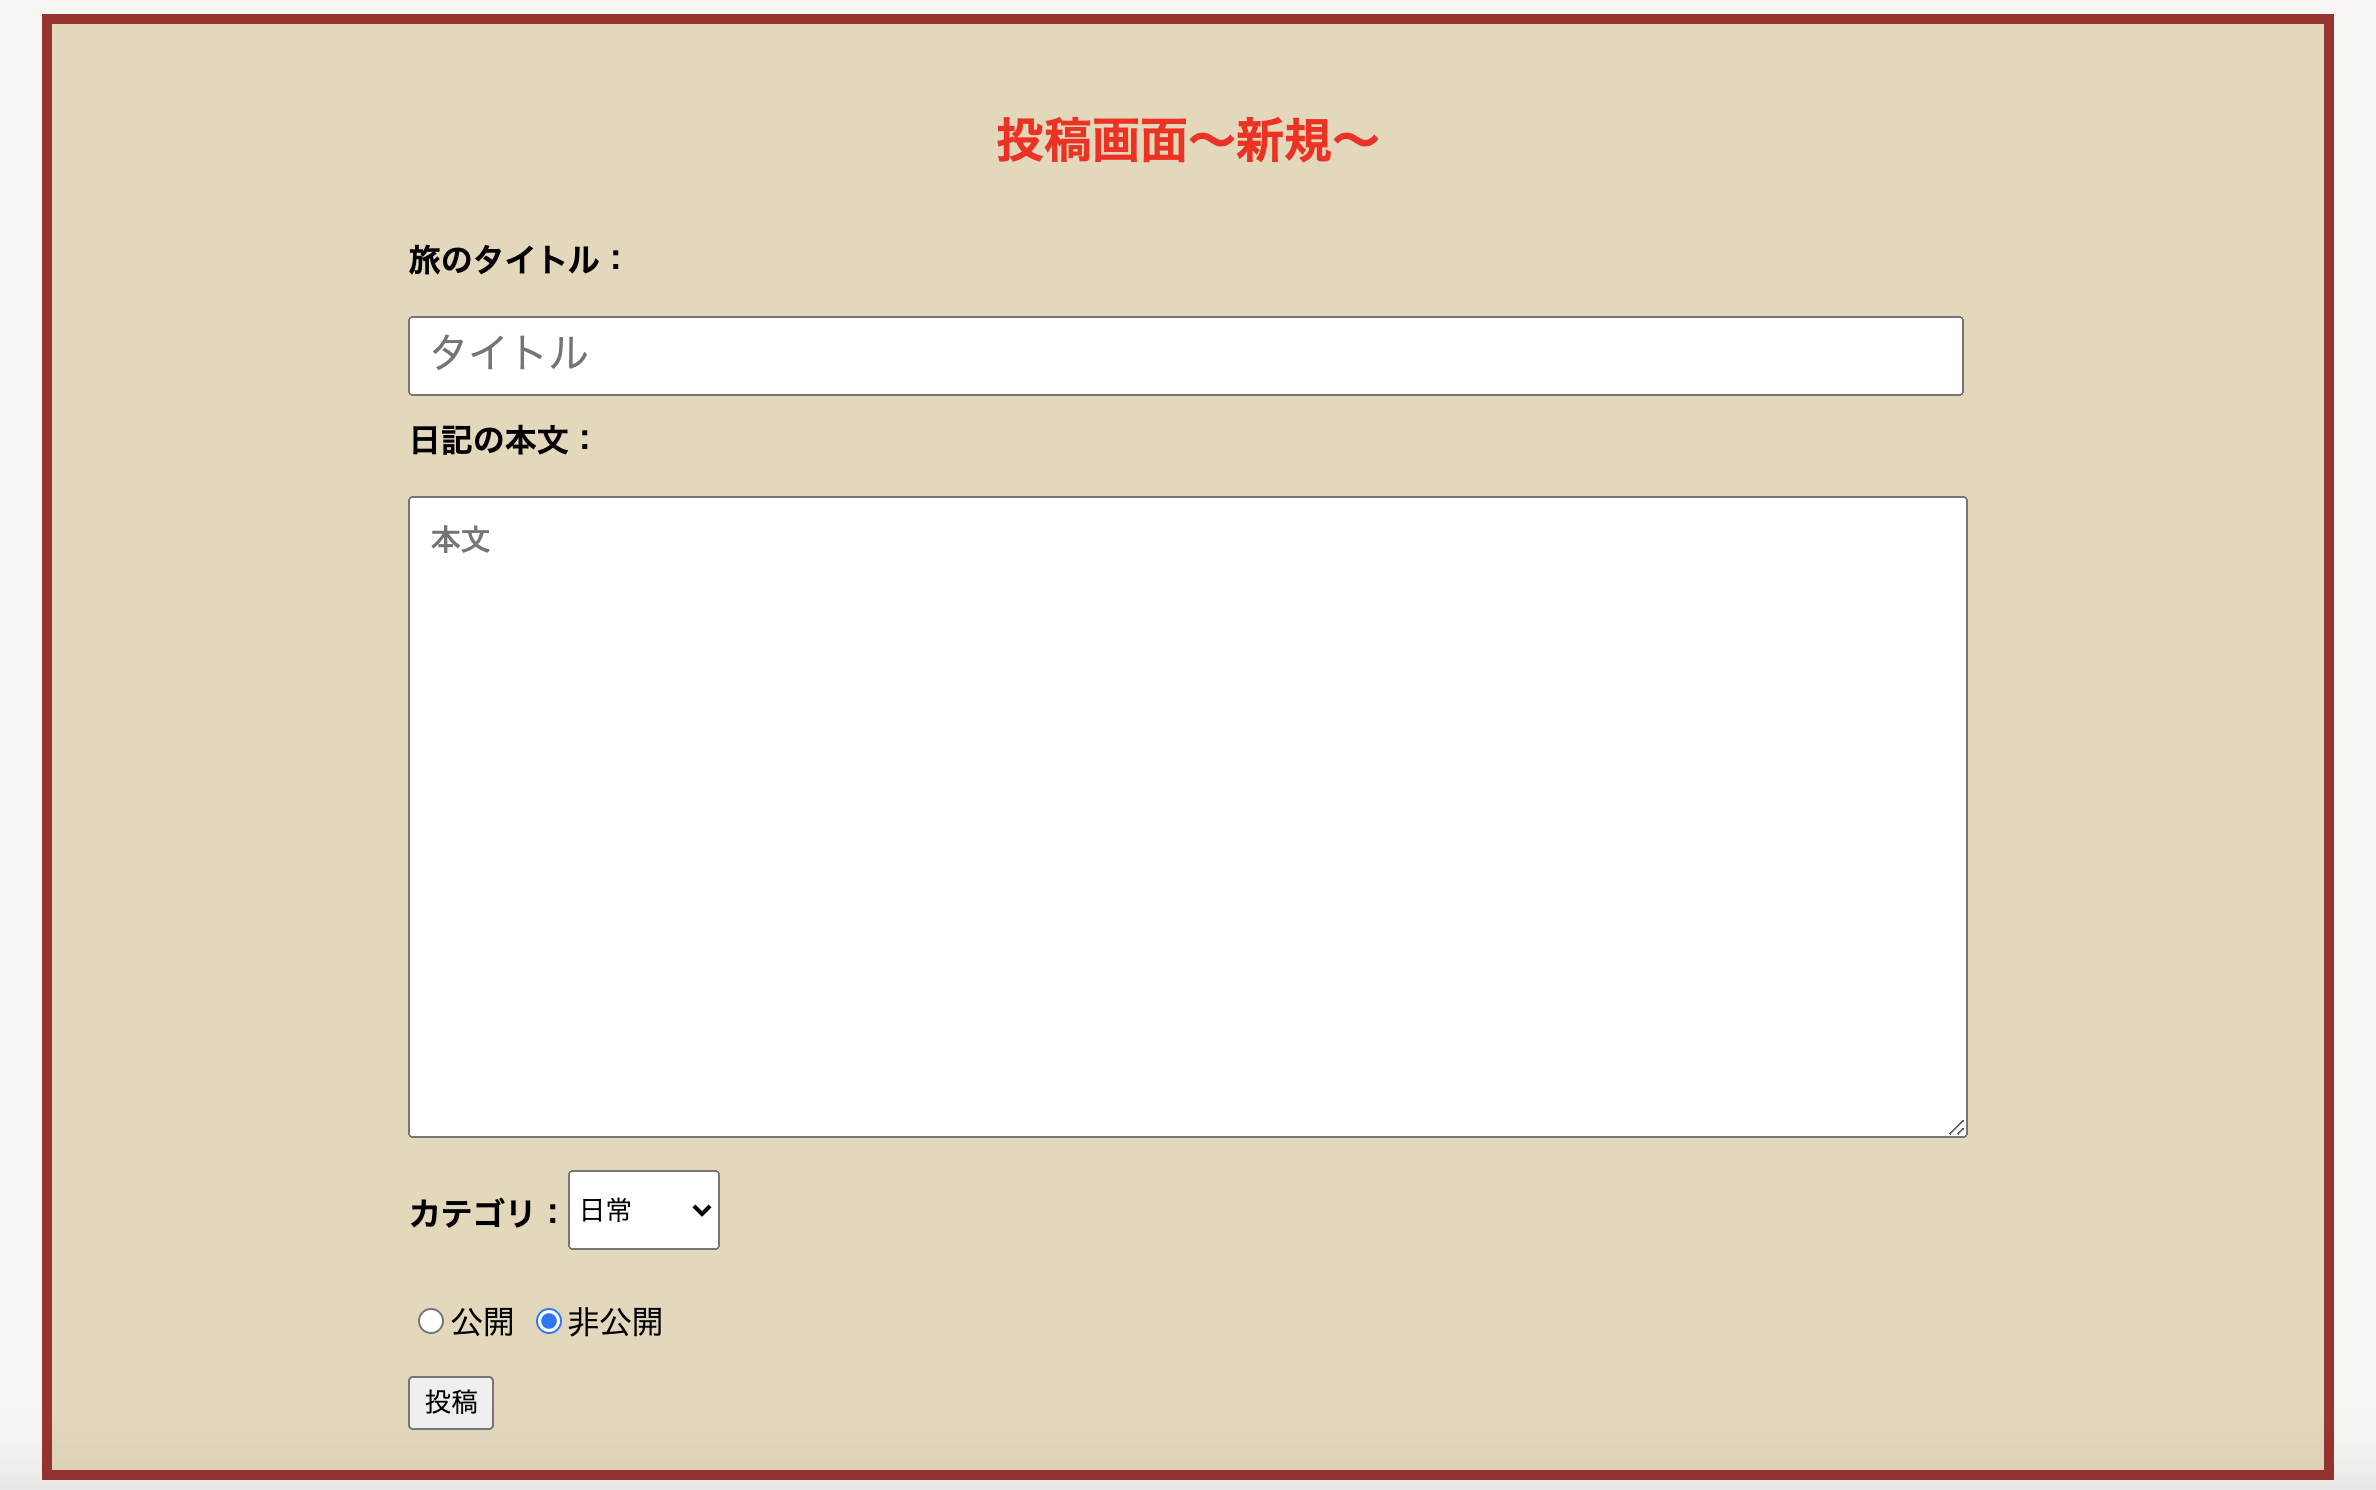 投稿画面〜新規〜
旅のタイトル：
タイトル
日記の本文：
本文
カテゴリ： 日常
公開 非公開
投稿